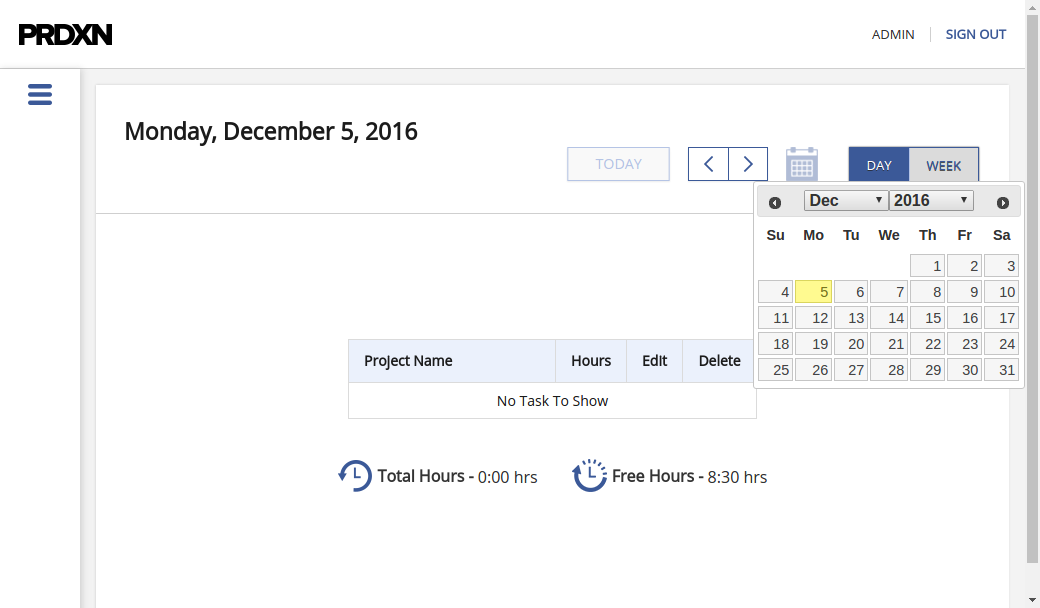 PRDXN
ADMIN SIGN OUT
Monday, December 5, 2016
TODAY DAY WEEK
Dec 2016
Su Mo Tu We Th Fr Sa
1 2 3
4 5 6 7 8 9 10
11 12 13 14 15 16 17
18 19 20 21 22 23 24
25 26 27 28 29 30 31
Project Name Hours Edit Delete
No Task To Show
Total Hours - 0:00 hrs Free Hours - 8:30 hrs